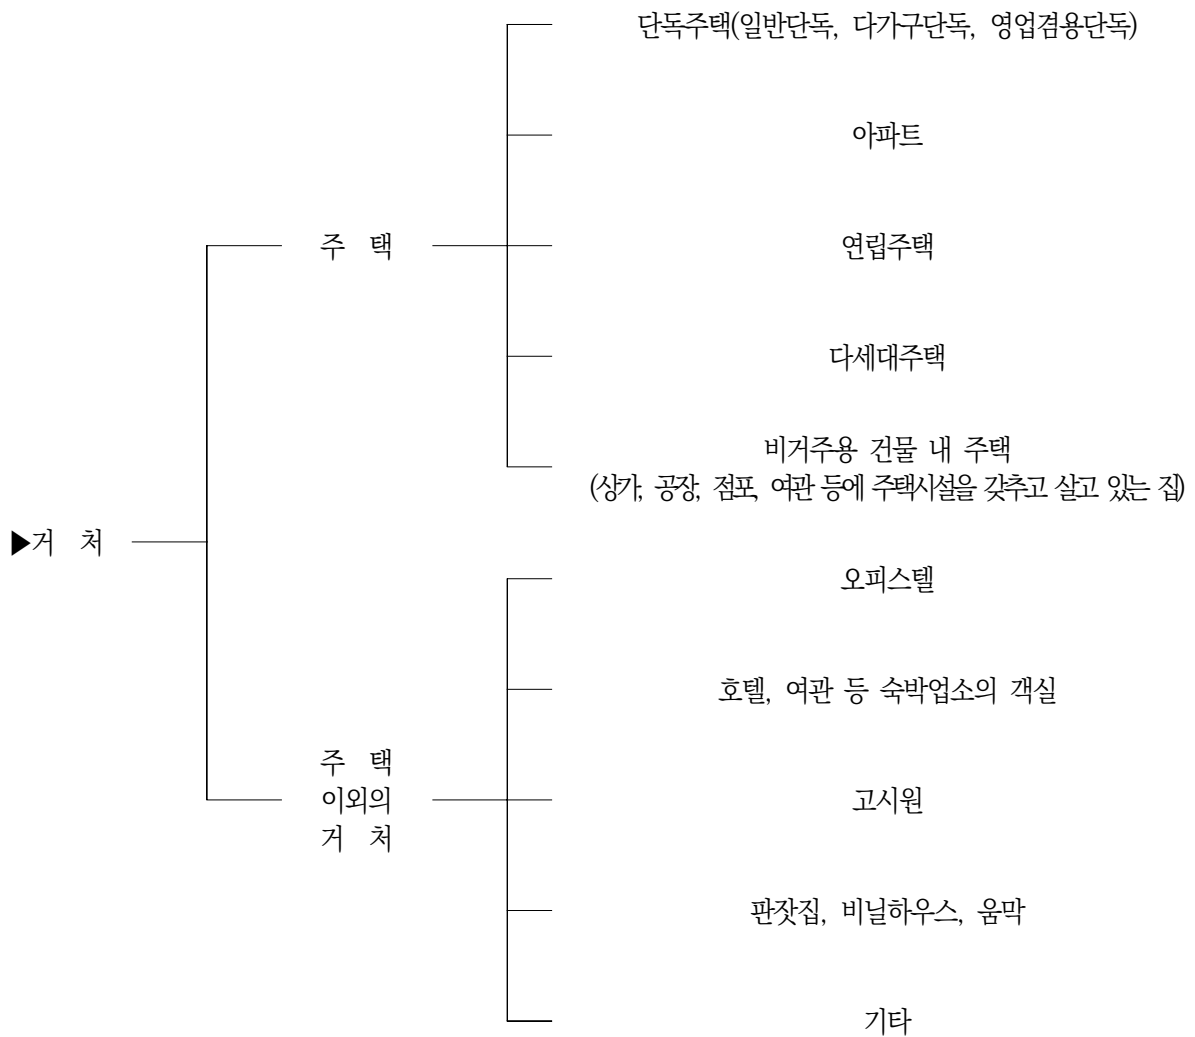 단독주택(일반단독, 다가구단독, 영업겸용단독)
아파트
주 택
연립주택
다세대주택
비거주용 건물 내 주택
(상가, 공장, 점포, 여관 등에 주택시설을 갖추고 살고 있는 집)
▶거 처
오피스텔
호텔, 여관 등 숙박업소의 객실
주 택
이외의
거 처
고시원
판잣집, 비닐하우스, 움막
기타